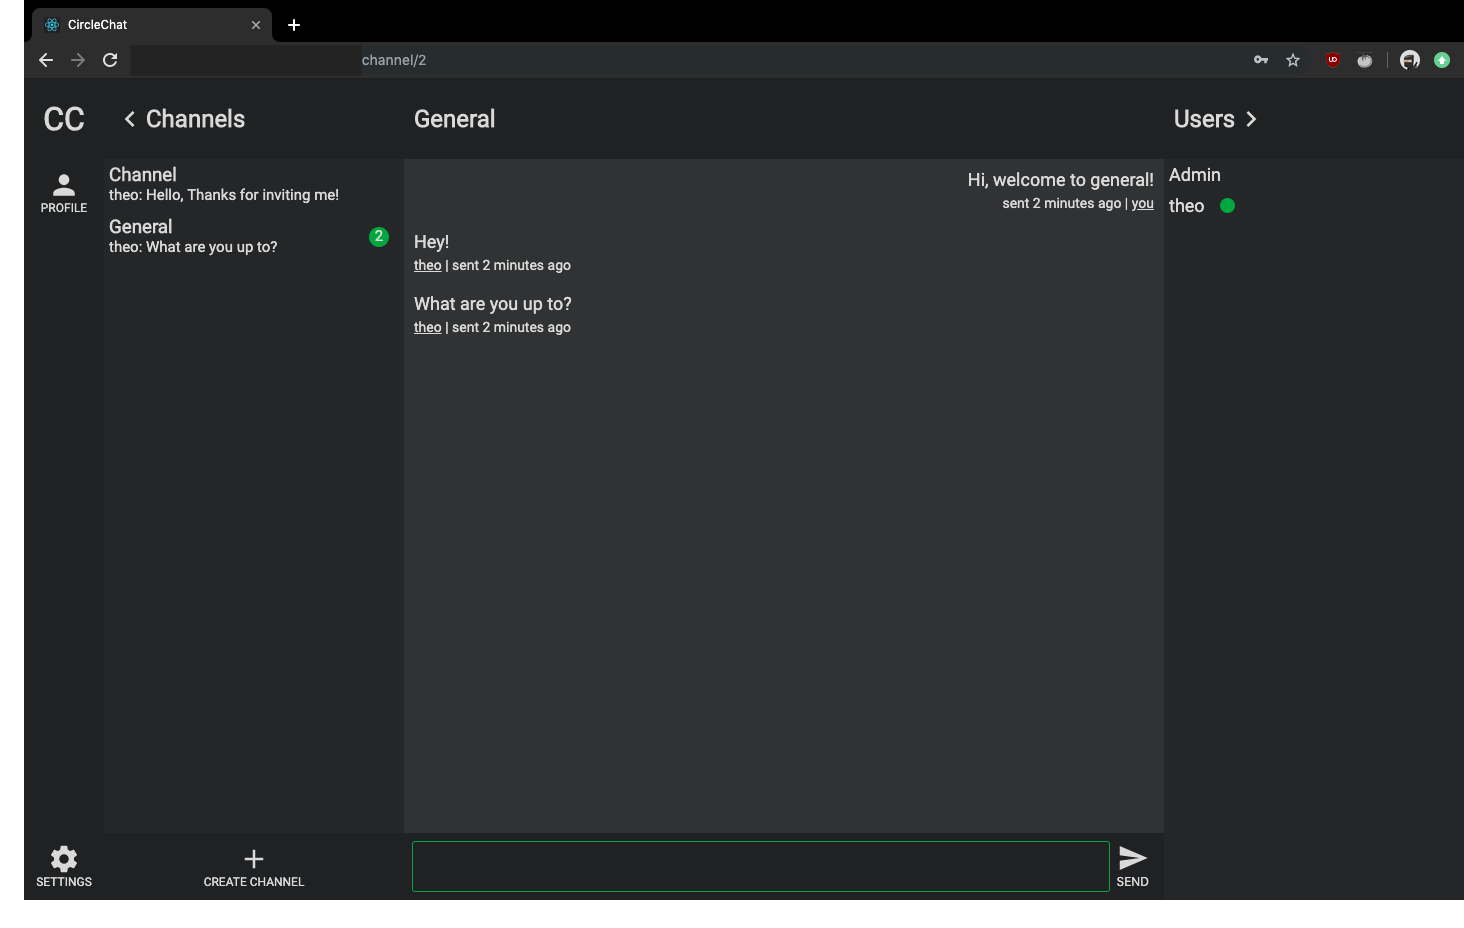 CircleChat
channel/2
CC
Channels
General
Users
PROFILE
Channel
theo: Hello, Thanks for inviting me!
General
theo: What are you up to?
2
Hi, welcome to general!
sent 2 minutes ago | you
Hey!
theo | sent 2 minutes ago
What are you up to?
theo | sent 2 minutes ago
Admin
theo
SETTINGS
CREATE CHANNEL
SEND